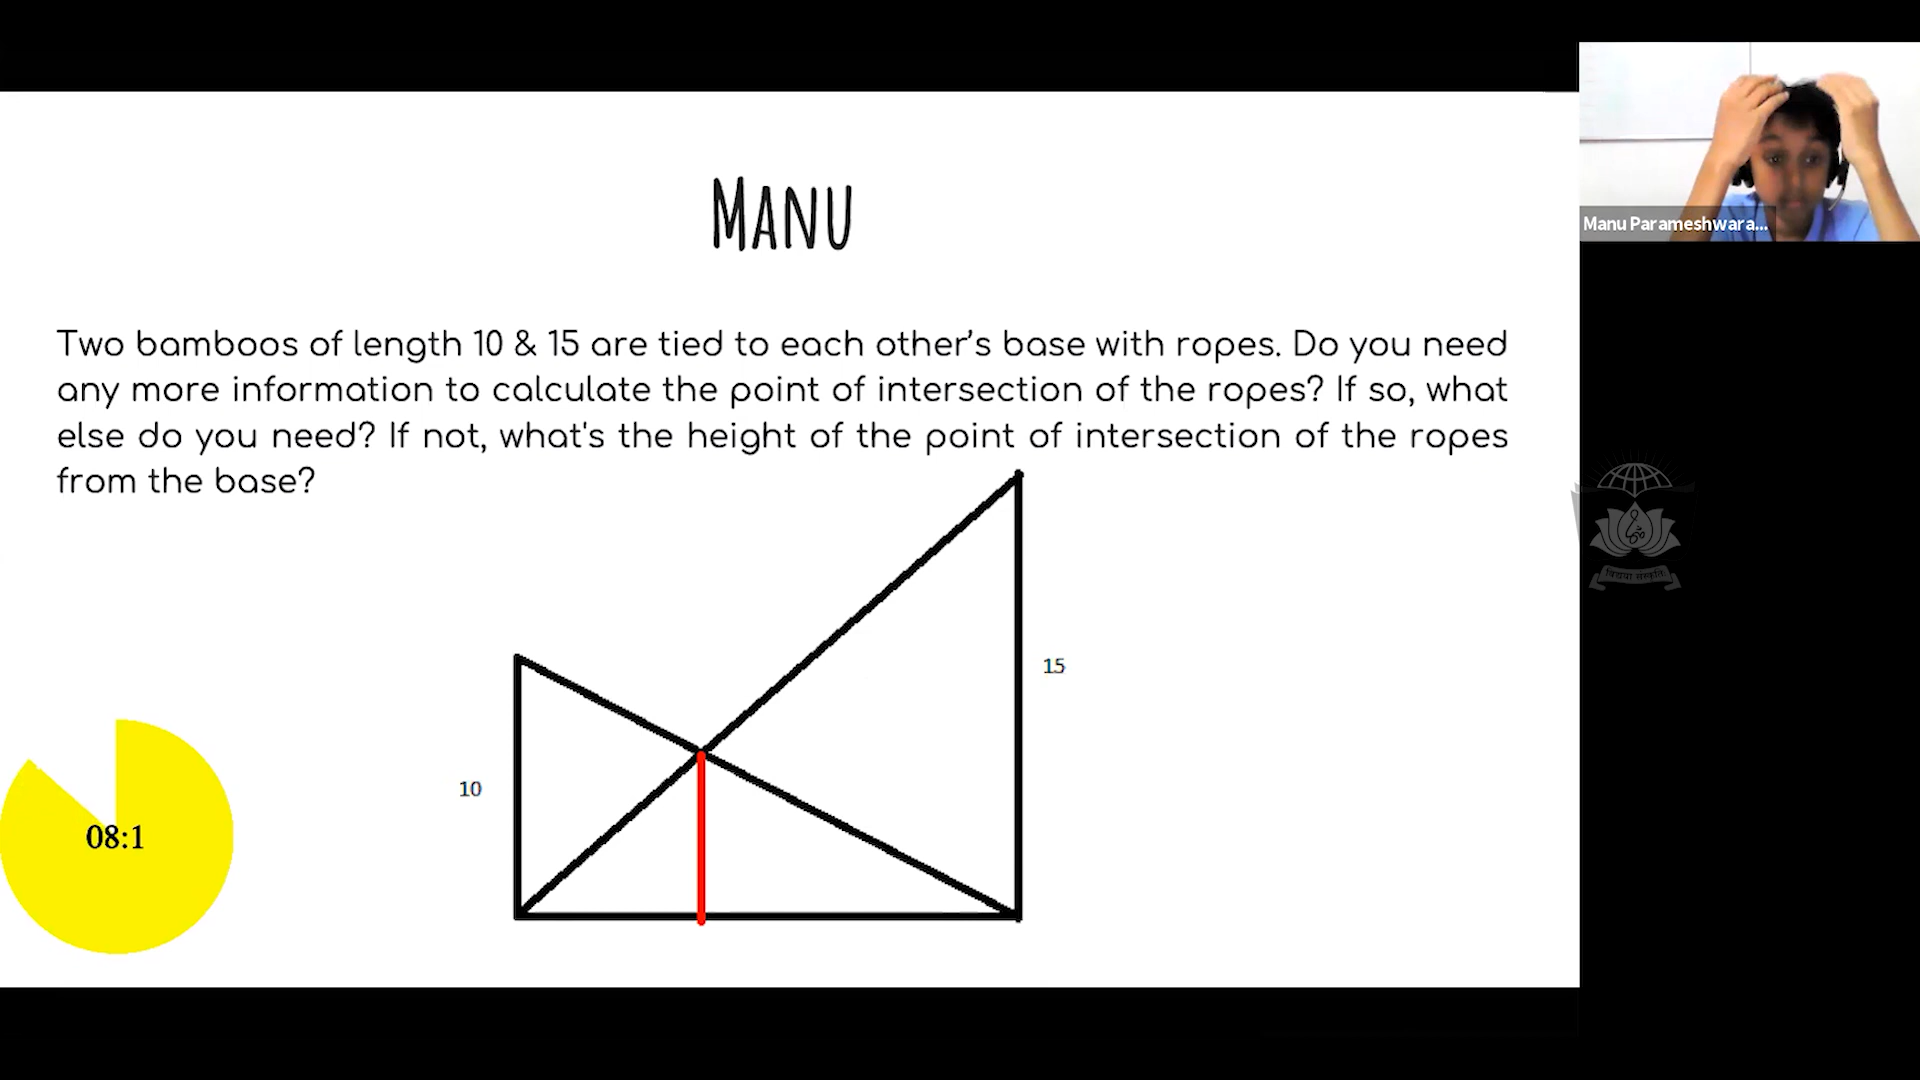 MANU
Two bamboos of length 10 & 15 are tied to each other's base with ropes. Do you need
any more information to calculate the point of intersection of the ropes? If so, what
else do you need? If not, what's the height of the point of intersection of the ropes
from the base?
15
10
08:1
Manu Parameshwara...